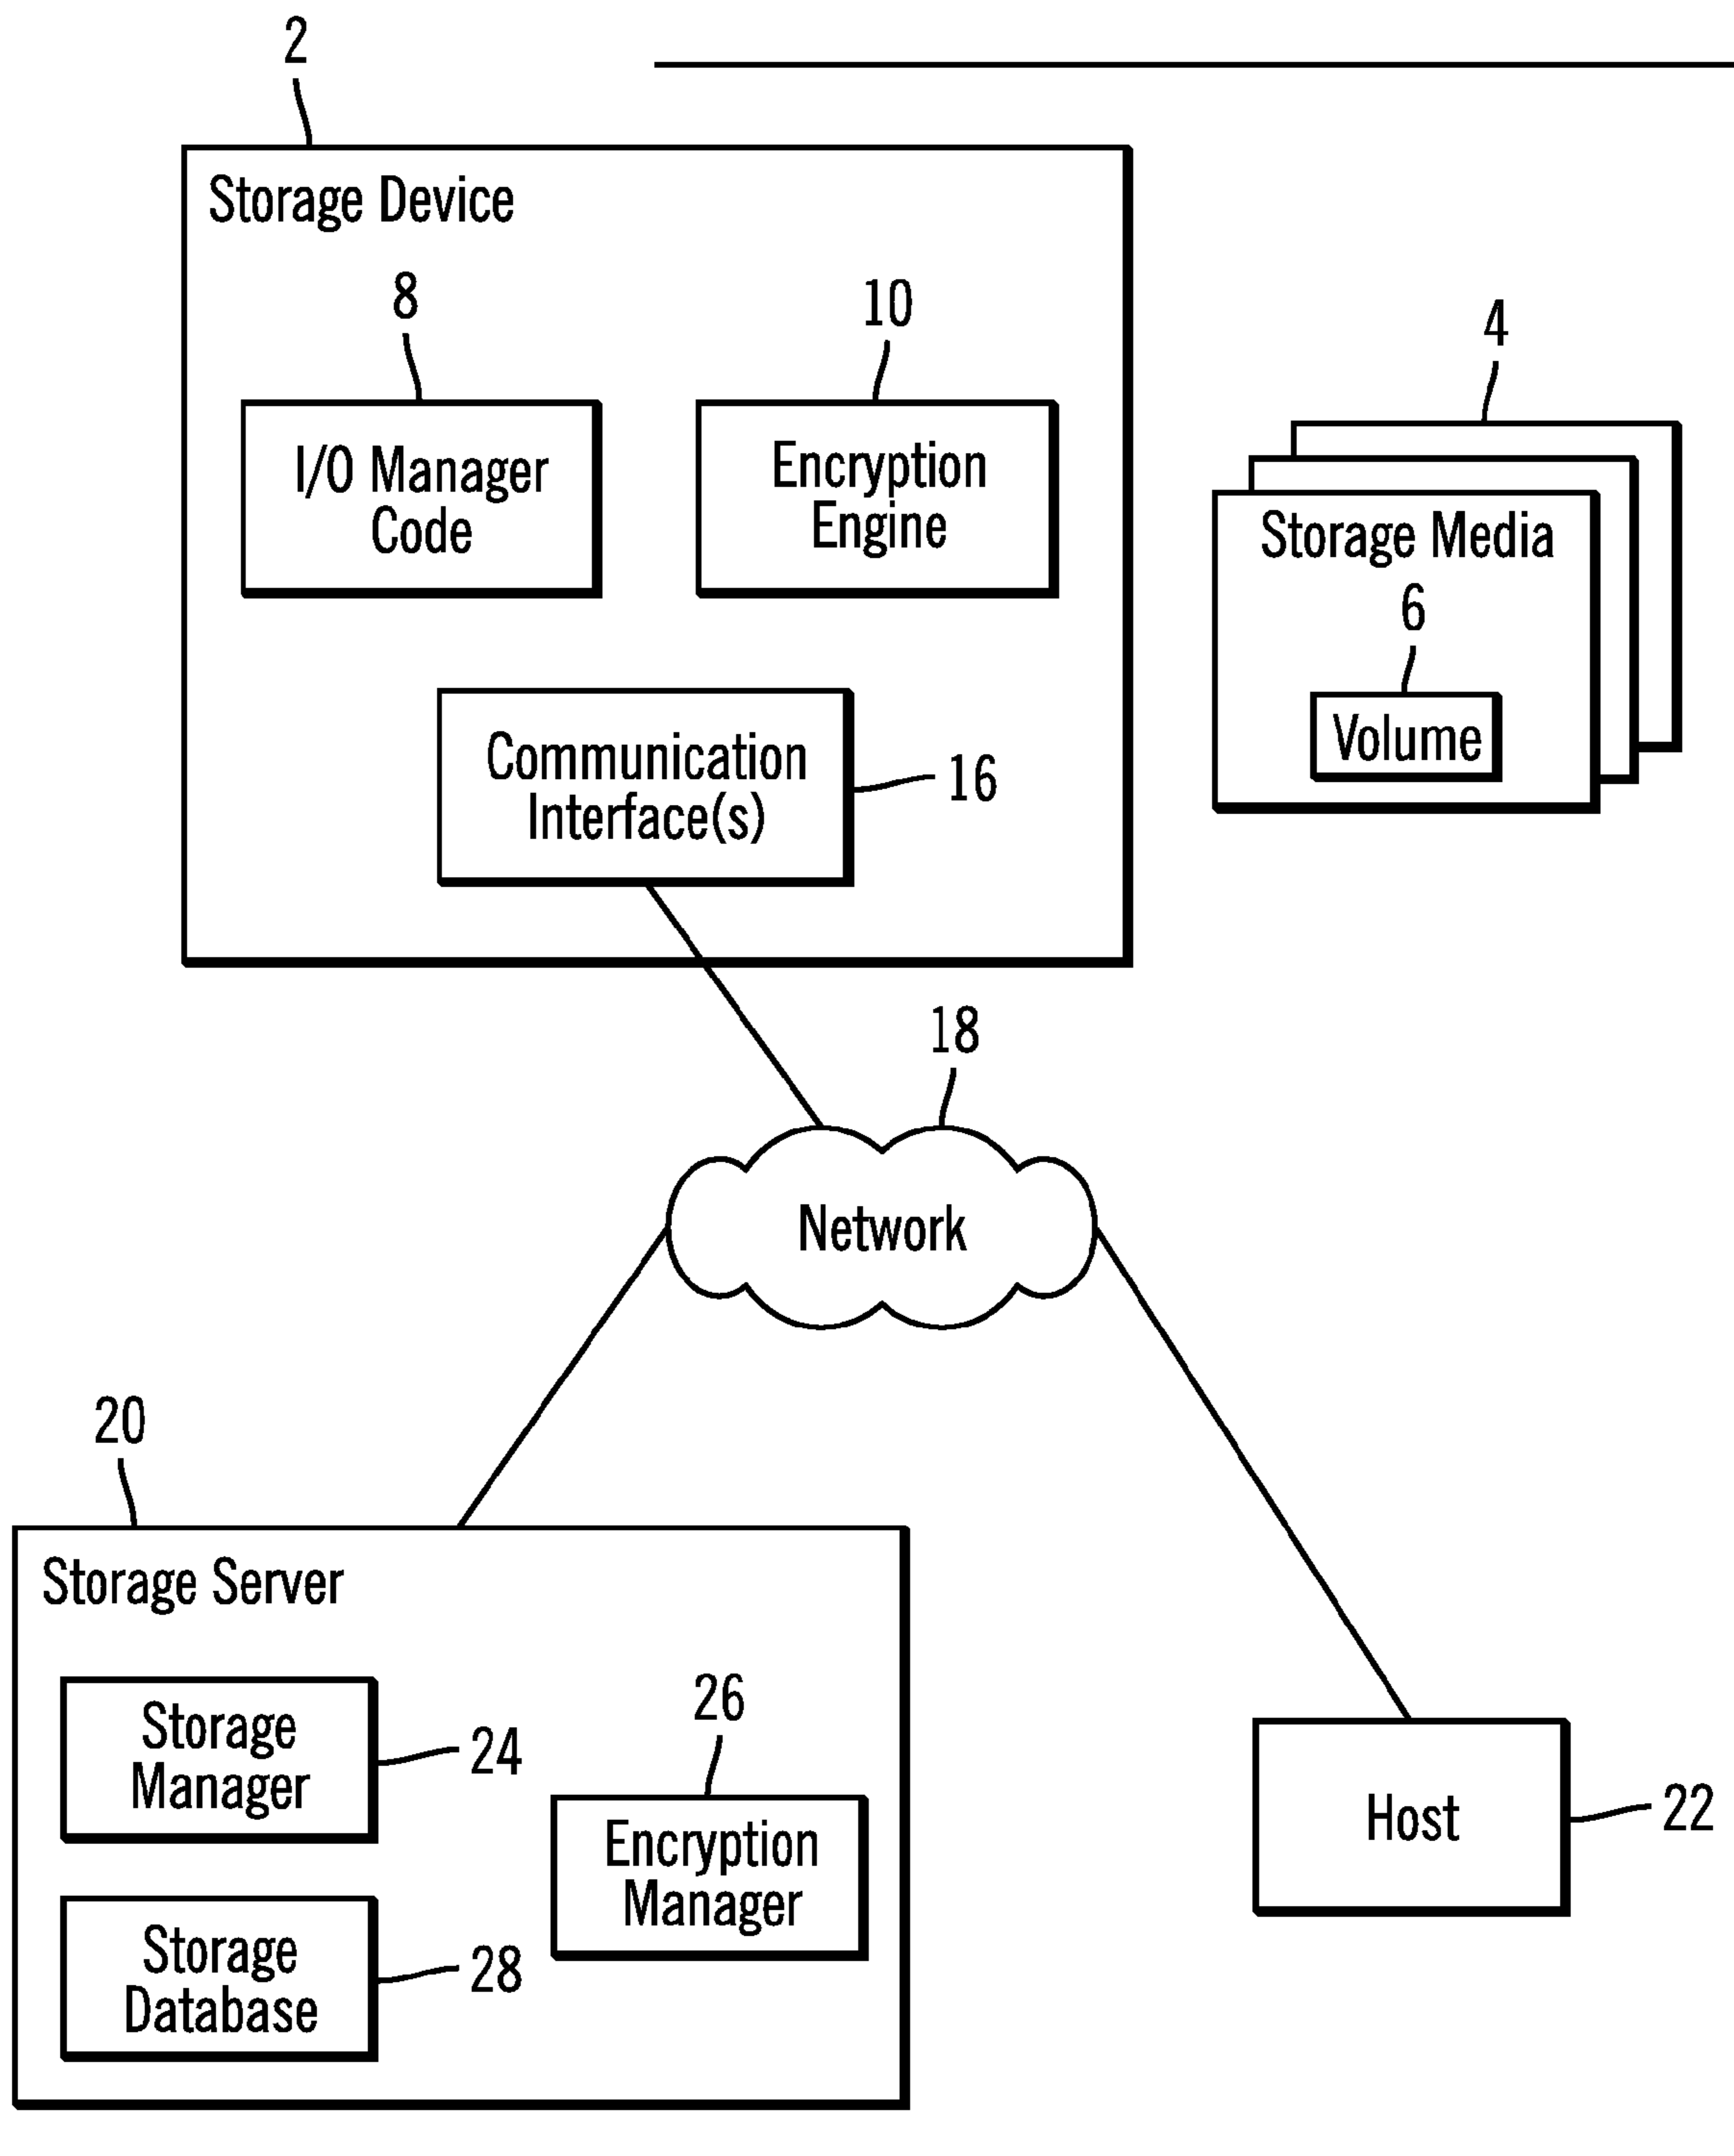 2
Storage Device
8
10
I/O Manager
Code
Encryption
Engine
Communication
Interface(s)
16
4
Storage Media
6
Volume
18
Network
20
Storage Server
Storage
Manager
24
26
Encryption
Manager
Storage
Database
28
Host
22